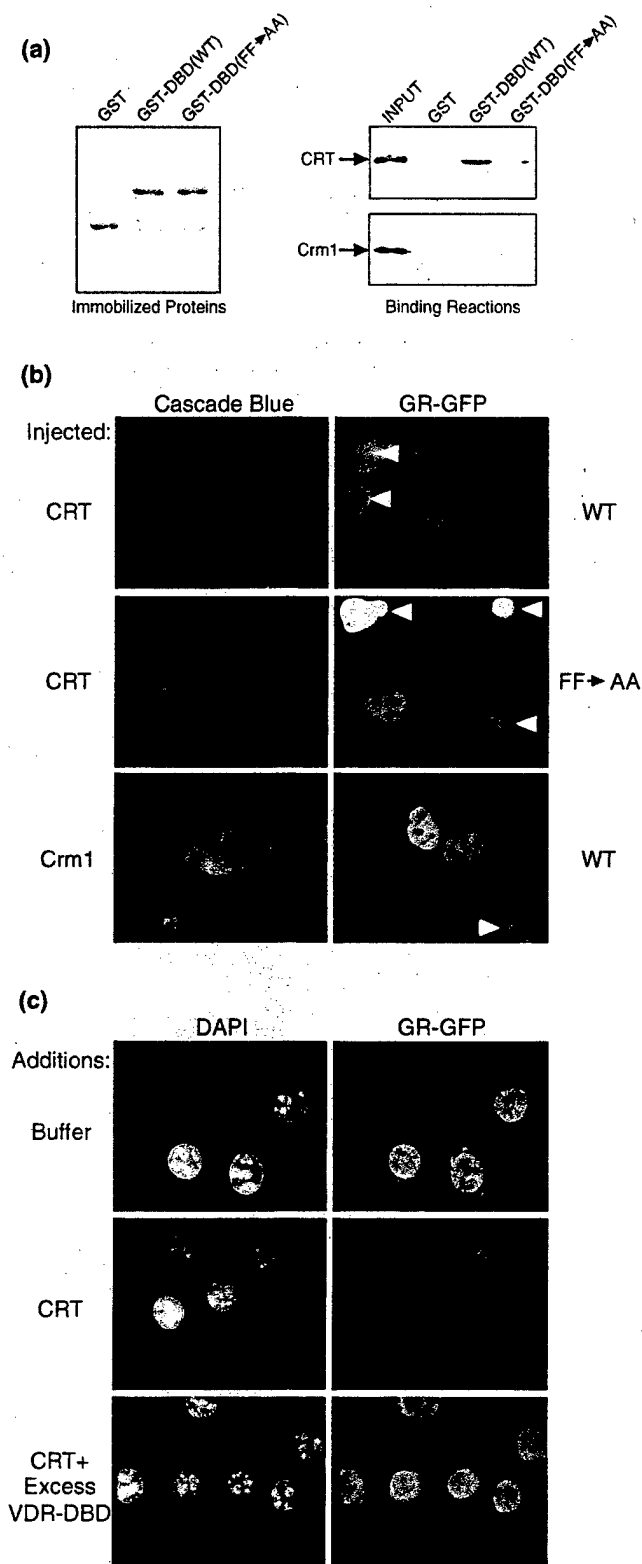 (a)
GST
GST-DBD(WT)
GST-DBD(FF→AA)
Immobilized Proteins
INPUT
GST
GST-DBD(WT)
GST-DBD(FF→AA)
CRT
Crm1
Binding Reactions
(b)
Cascade Blue GR-GFP
Injected:
CRT WT
CRT FF→AA
Crm1 WT
(c)
DAPI GR-GFP
Additions:
Buffer
CRT
CRT+
Excess
VDR-DBD